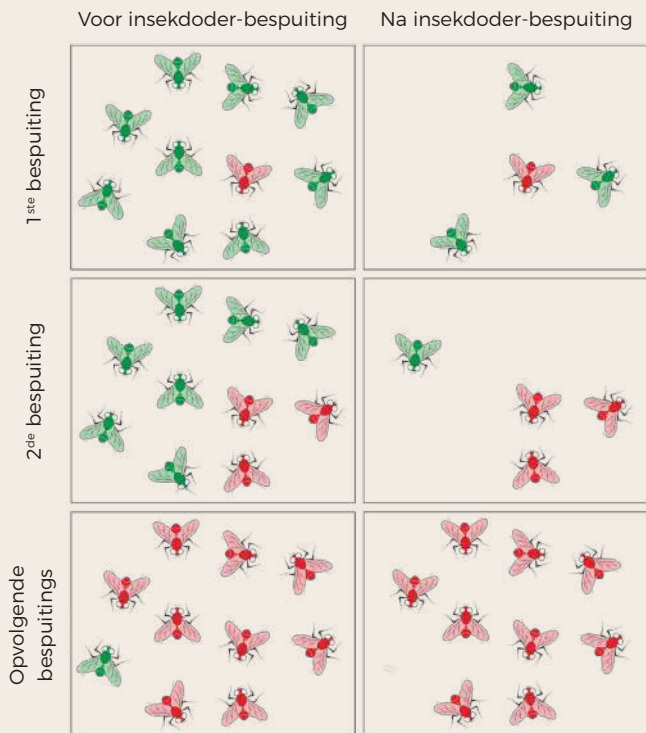 Voor insekdoder-bespuiting
Na insekdoder-bespuiting
1ste bespuiting
2de bespuiting
Opvolgende
bespuitings